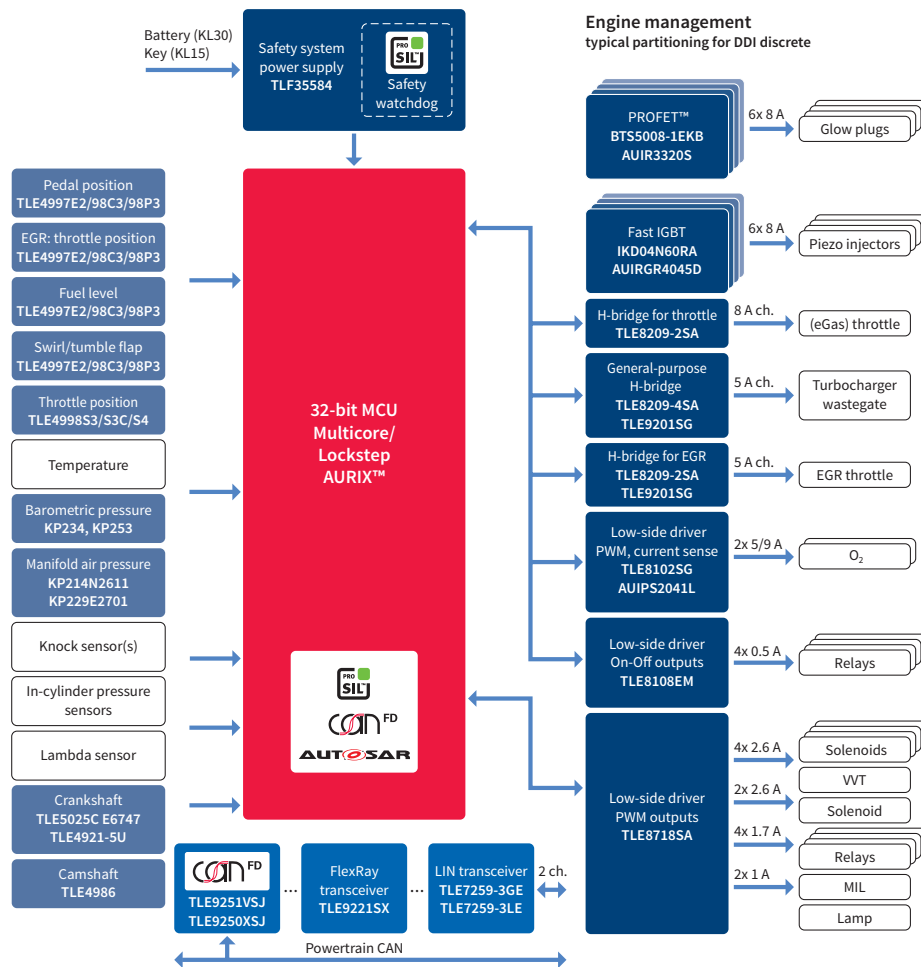 Battery (KL30)
Key (KL15)
Safety system
power supply
TLF35584
PRO
SIL
Safety
watchdog
Engine management
typical partitioning for DDI discrete
Pedal position
TLE4997E2/98C3/98P3
EGR: throttle position
TLE4997E2/98C3/98P3
Fuel level
TLE4997E2/98C3/98P3
Swirl/tumble flap
TLE4997E2/98C3/98P3
Throttle position
TLE4998S3/S3C/S4
Temperature
Barometric pressure
KP234, KP253
Manifold air pressure
KP214N2611
KP229E2701
Knock sensor(s)
In-cylinder pressure
sensors
Lambda sensor
Crankshaft
TLE5025C E6747
TLE4921-5U
Camshaft
TLE4986
32-bit MCU
Multicore/
Lockstep
AURIX™
PRO
SIL
CAN FD
AUTOSAR
PROFET™
BTS5008-1EKB
AUIR3320S
6x 8 A
Glow plugs
Fast IGBT
IKD04N60RA
AUIRGR4045D
6x 8 A
Piezo injectors
H-bridge for throttle
TLE8209-2SA
8 A ch.
(eGas) throttle
General-purpose
H-bridge
TLE8209-4SA
TLE9201SG
5 A ch.
Turbocharger
wastegate
H-bridge for EGR
TLE8209-2SA
TLE9201SG
5 A ch.
EGR throttle
Low-side driver
PWM, current sense
TLE8102SG
AUIPS2041L
2x 5/9 A
O₂
Low-side driver
On-Off outputs
TLE8108EM
4x 0.5 A
Relays
Low-side driver
PWM outputs
TLE8718SA
4x 2.6 A
Solenoids
VVT
2x 2.6 A
Solenoid
4x 1.7 A
Relays
2x 1 A
MIL
Lamp
CAN FD
TLE9251VSJ
TLE9250XSJ
...
FlexRay
transceiver
TLE9221SX
...
LIN transceiver
TLE7259-3GE
TLE7259-3LE
2 ch.
Powertrain CAN